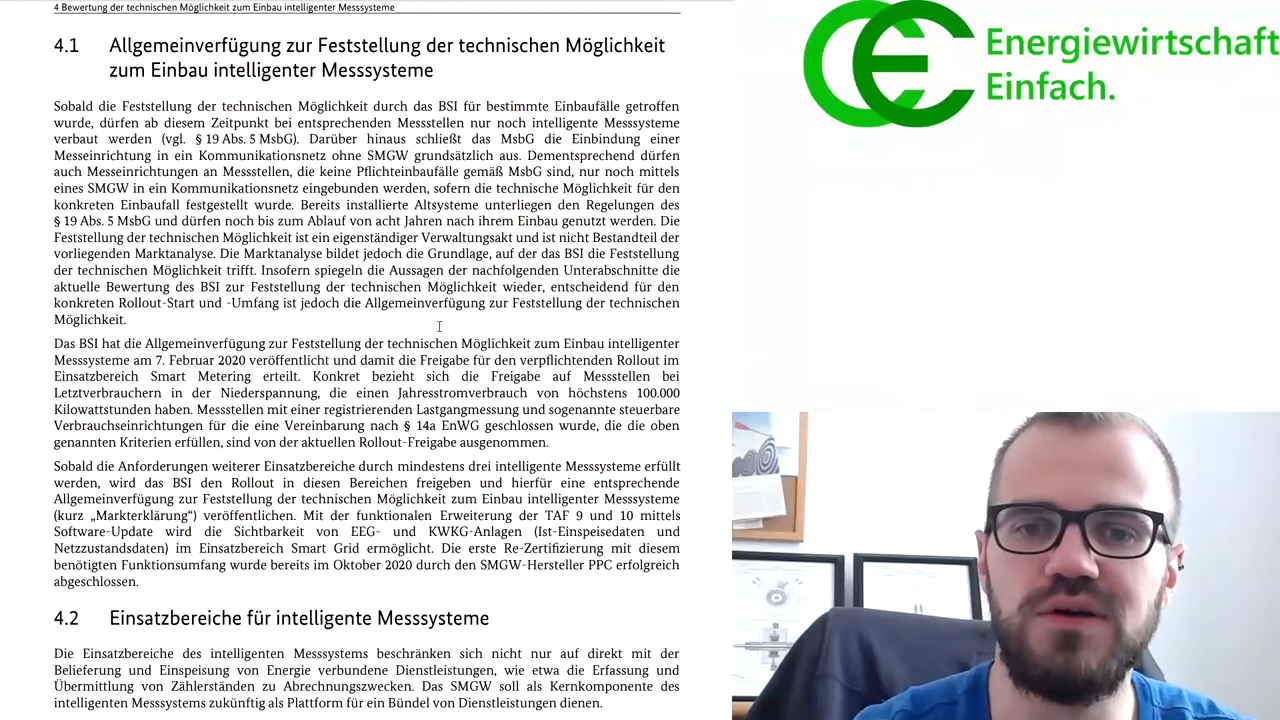 4 Bewertung der technischen Möglichkeit zum Einbau intelligenter Messsysteme
4.1 Allgemeinverfügung zur Feststellung der technischen Möglichkeit
zum Einbau intelligenter Messsysteme
Sobald die Feststellung der technischen Möglichkeit durch das BSI für bestimmte Einbaufälle getroffen
wurde, dürfen ab diesem Zeitpunkt bei entsprechenden Messstellen nur noch intelligente Messsysteme
verbaut werden (vgl. § 19 Abs. 5 MsbG). Darüber hinaus schließt das MsbG die Einbindung einer
Messeinrichtung in ein Kommunikationsnetz ohne SMGW grundsätzlich aus. Dementsprechend dürfen
auch Messeinrichtungen an Messstellen, die keine Pflichteinbaufälle gemäß MsbG sind, nur noch mittels
eines SMGW in ein Kommunikationsnetz eingebunden werden, sofern die technische Möglichkeit für den
konkreten Einbaufall festgestellt wurde. Bereits installierte Altsysteme unterliegen den Regelungen des
§ 19 Abs. 5 MsbG und dürfen noch bis zum Ablauf von acht Jahren nach ihrem Einbau genutzt werden. Die
Feststellung der technischen Möglichkeit ist ein eigenständiger Verwaltungsakt und ist nicht Bestandteil der
vorliegenden Marktanalyse. Die Marktanalyse bildet jedoch die Grundlage, auf der das BSI die Feststellung
der technischen Möglichkeit trifft. Insofern spiegeln die Aussagen der nachfolgenden Unterabschnitte die
aktuelle Bewertung des BSI zur Feststellung der technischen Möglichkeit wieder, entscheidend für den
konkreten Rollout-Start und -Umfang ist jedoch die Allgemeinverfügung zur Feststellung der technischen
Möglichkeit.
Das BSI hat die Allgemeinverfügung zur Feststellung der technischen Möglichkeit zum Einbau intelligenter
Messsysteme am 7. Februar 2020 veröffentlicht und damit die Freigabe für den verpflichtenden Rollout im
Einsatzbereich Smart Metering erteilt. Konkret bezieht sich die Freigabe auf Messstellen bei
Letztverbrauchern in der Niederspannung, die einen Jahresstromverbrauch von höchstens 100.000
Kilowattstunden haben. Messstellen mit einer registrierenden Lastgangmessung und sogenannte steuerbare
Verbrauchseinrichtungen für die eine Vereinbarung nach § 14a EnWG geschlossen wurde, die die oben
genannten Kriterien erfüllen, sind von der aktuellen Rollout-Freigabe ausgenommen.
Sobald die Anforderungen weiterer Einsatzbereiche durch mindestens drei intelligente Messsysteme erfüllt
werden, wird das BSI den Rollout in diesen Bereichen freigeben und hierfür eine entsprechende
Allgemeinverfügung zur Feststellung der technischen Möglichkeit zum Einbau intelligenter Messsysteme
(kurz „Markterklärung“) veröffentlichen. Mit der funktionalen Erweiterung der TAF 9 und 10 mittels
Software-Update wird die Sichtbarkeit von EEG- und KWKG-Anlagen (Ist-Einspeisedaten und
Netzzustandsdaten) im Einsatzbereich Smart Grid ermöglicht. Die erste Re-Zertifizierung mit diesem
benötigten Funktionsumfang wurde bereits im Oktober 2020 durch den SMGW-Hersteller PPC erfolgreich
abgeschlossen.
4.2 Einsatzbereiche für intelligente Messsysteme
Die Einsatzbereiche des intelligenten Messsystems beschränken sich nicht nur auf direkt mit der
Belieferung und Einspeisung von Energie verwendene Dienstleistungen, wie etwa die Erfassung und
Übermittlung von Zählerständen zu Abrechnungszwecken. Das SMGW soll als Kernkomponente des
intelligenten Messsystems zukünftig als Plattform für ein Bündel von Dienstleistungen dienen.
Energiewirtschaft
Einfach.